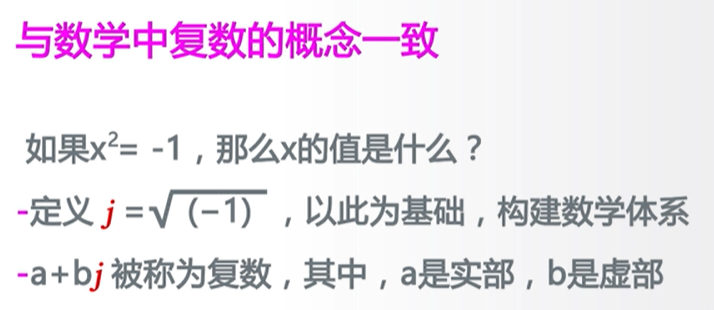 与数学中复数的概念一致
如果x²= -1，那么x的值是什么？
-定义 j =√(−1) ，以此为基础，构建数学体系
-a+bj 被称为复数，其中，a是实部，b是虚部